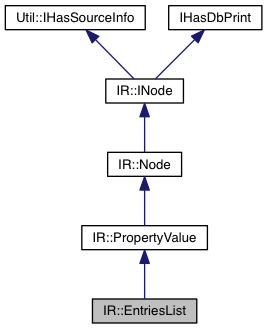 Util::IHasSourceInfo
IHasDbPrint
IR::INode
IR::Node
IR::PropertyValue
IR::EntriesList